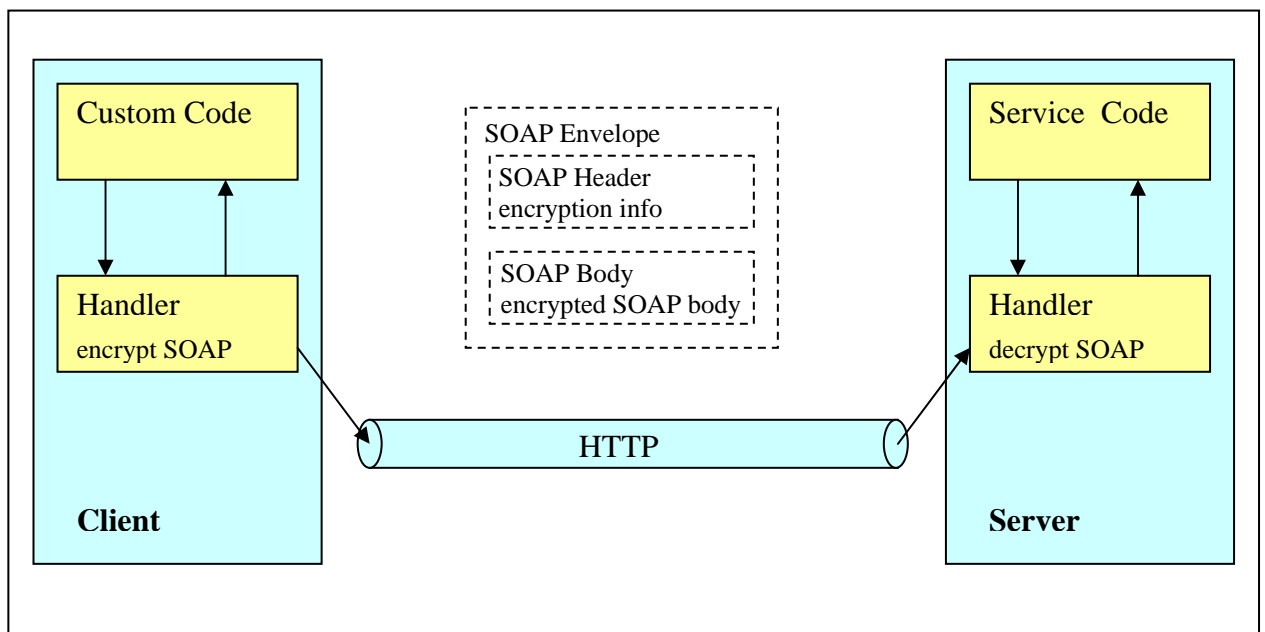 Custom Code
Handler
encrypt SOAP
Client
SOAP Envelope
SOAP Header
encryption info
SOAP Body
encrypted SOAP body
HTTP
Service Code
Handler
decrypt SOAP
Server